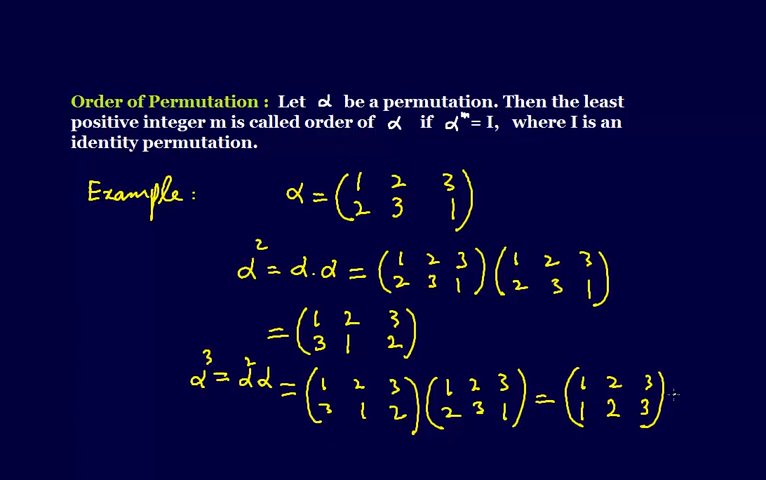 Order of Permutation : Let α be a permutation. Then the least
positive integer m is called order of α if α^m = I, where I is an
identity permutation.
Example : α = (1 2 3 / 2 3 1)
α² = α.α = (1 2 3 / 2 3 1) (1 2 3 / 2 3 1)
= (1 2 3 / 3 1 2)
α³ = α²α = (1 2 3 / 3 1 2) (1 2 3 / 2 3 1) = (1 2 3 / 1 2 3)